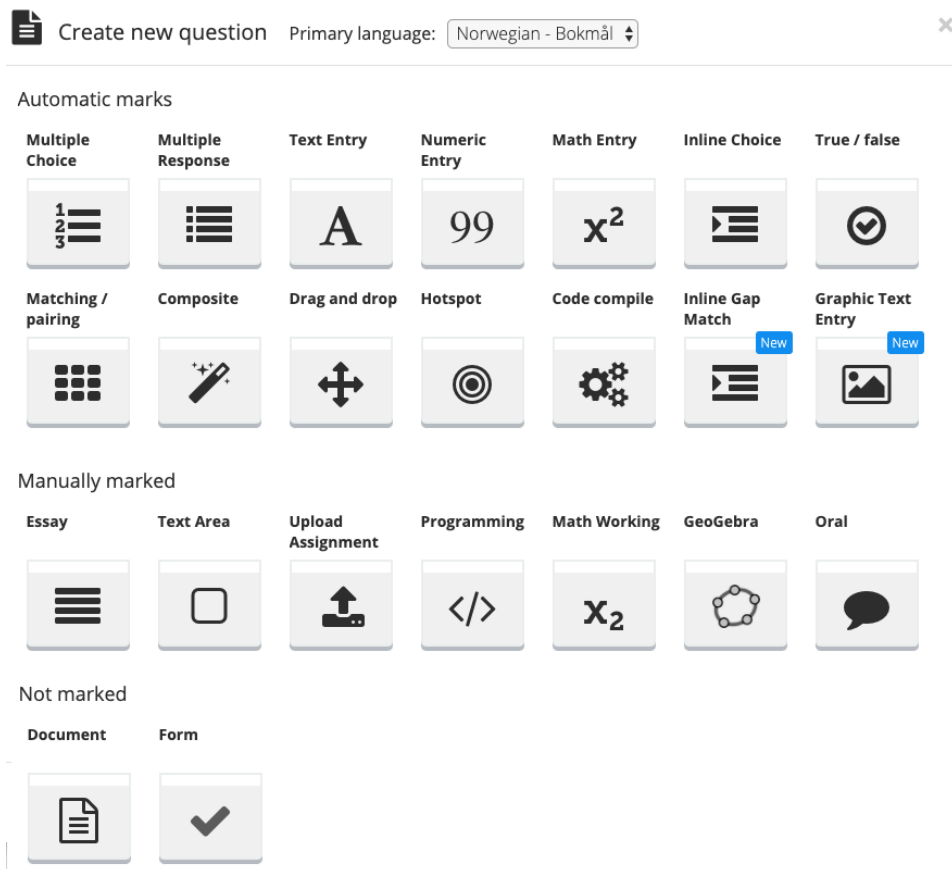 Create new question Primary language: Norwegian - Bokmål
Automatic marks
Multiple Choice
Multiple Response
Text Entry
Numeric Entry
Math Entry
Inline Choice
True / false
1 2 3
A
99
x²
Matching / pairing
Composite
Drag and drop
Hotspot
Code compile
Inline Gap Match
New
Graphic Text Entry
New
Manually marked
Essay
Text Area
Upload Assignment
Programming
Math Working
GeoGebra
Oral
</>
x₂
Not marked
Document
Form